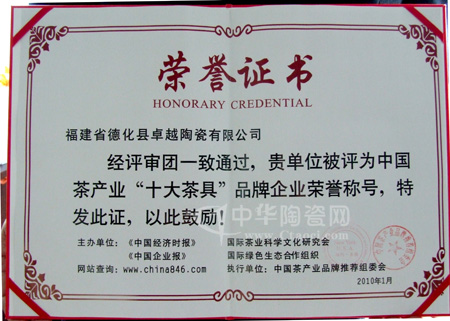 荣誉证书
HONORARY CREDENTIAL
福建省德化县卓越陶瓷有限公司
经评审团一致通过，贵单位被评为中国
茶产业“十大茶具”品牌企业荣誉称号，特
发此证，以此鼓励！
中华陶瓷网
www.Ctaoci.com
主办单位：《中国经济时报》 国际茶业科学文化研究会
《中国企业报》 国际绿色生态合作组织
网站查询：www.china846.com 执行单位：中国茶产业品牌推荐组委会
2010年1月